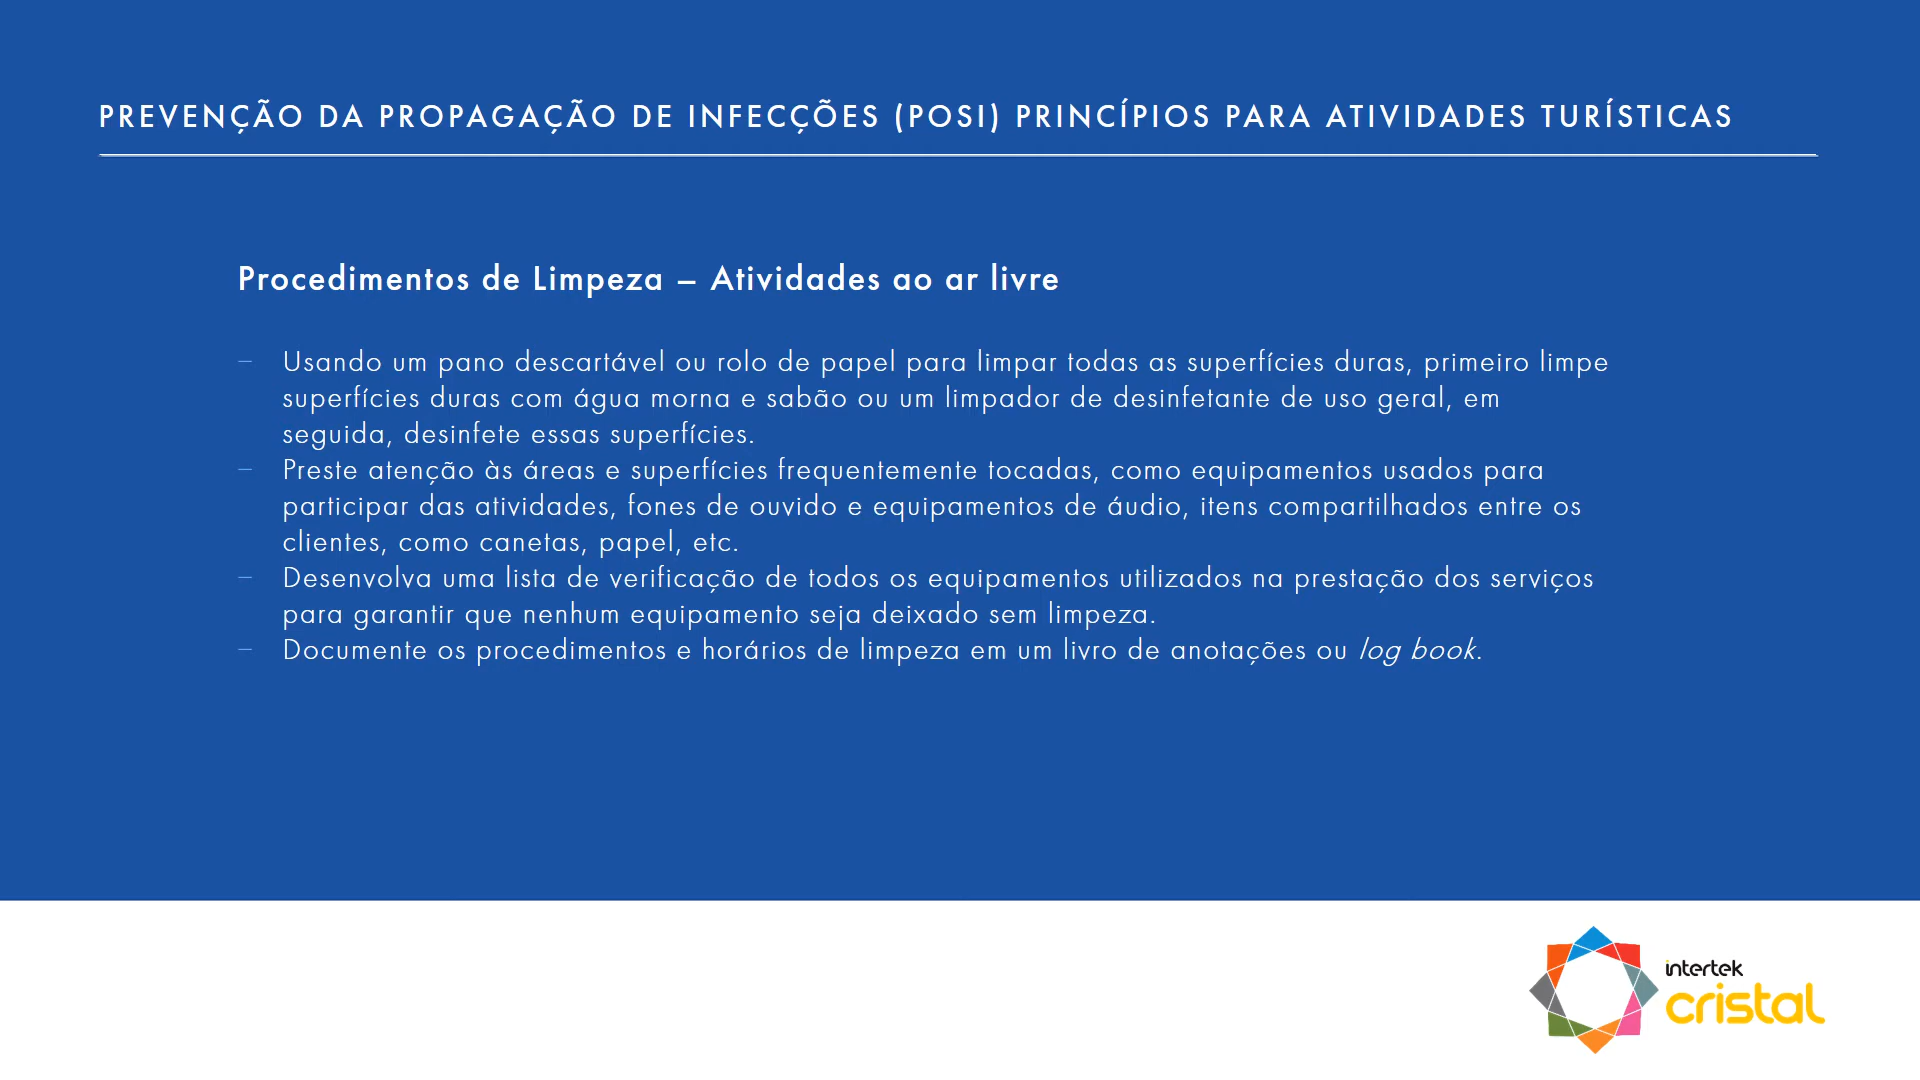 PREVENÇÃO DA PROPAGAÇÃO DE INFECÇÕES (POSI) PRINCÍPIOS PARA ATIVIDADES TURÍSTICAS
Procedimentos de Limpeza – Atividades ao ar livre
– Usando um pano descartável ou rolo de papel para limpar todas as superfícies duras, primeiro limpe
superfícies duras com água morna e sabão ou um limpador de desinfetante de uso geral, em
seguida, desinfete essas superfícies.
– Preste atenção às áreas e superfícies frequentemente tocadas, como equipamentos usados para
participar das atividades, fones de ouvido e equipamentos de áudio, itens compartilhados entre os
clientes, como canetas, papel, etc.
– Desenvolva uma lista de verificação de todos os equipamentos utilizados na prestação dos serviços
para garantir que nenhum equipamento seja deixado sem limpeza.
– Documente os procedimentos e horários de limpeza em um livro de anotações ou log book.
intertek
cristal